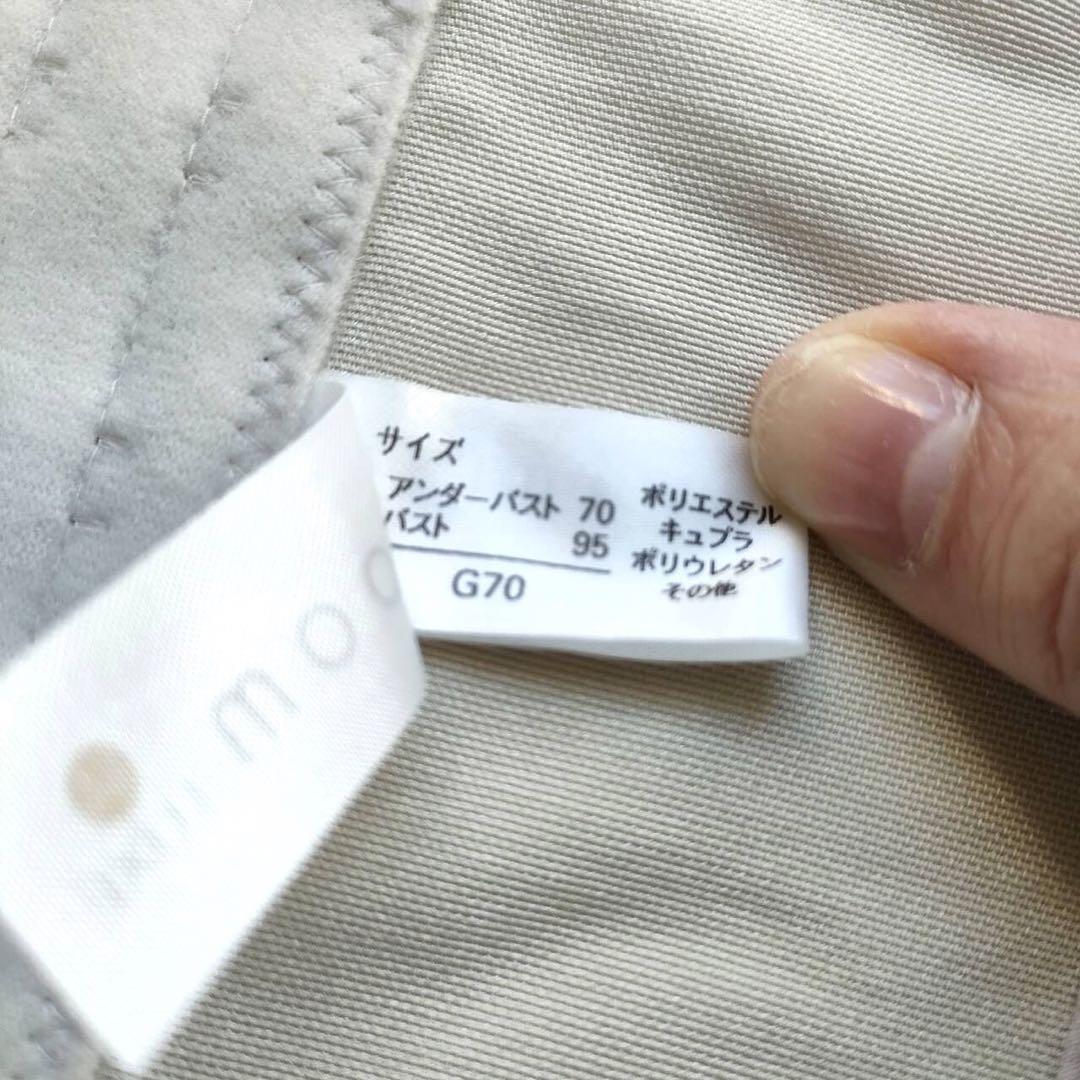 サイズ
アンダーバスト 70
バスト 95
G70
ポリエステル
キュプラ
ポリウレタン
その他